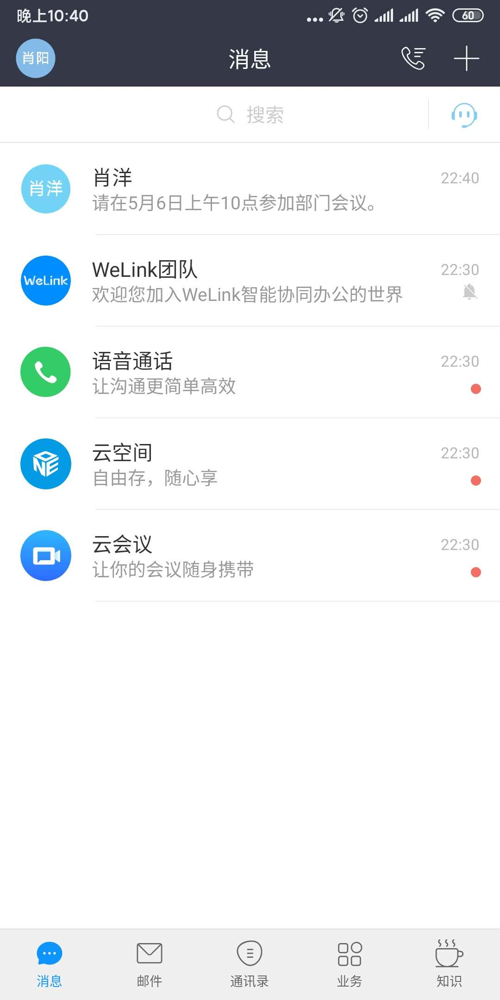 晚上10:40
60
肖阳
消息
搜索
肖洋
肖洋
22:40
请在5月6日上午10点参加部门会议。
WeLink
WeLink团队
22:30
欢迎您加入WeLink智能协同办公的世界
语音通话
22:30
让沟通更简单高效
NE
云空间
22:30
自由存，随心享
云会议
22:30
让你的会议随身携带
消息
邮件
通讯录
业务
知识